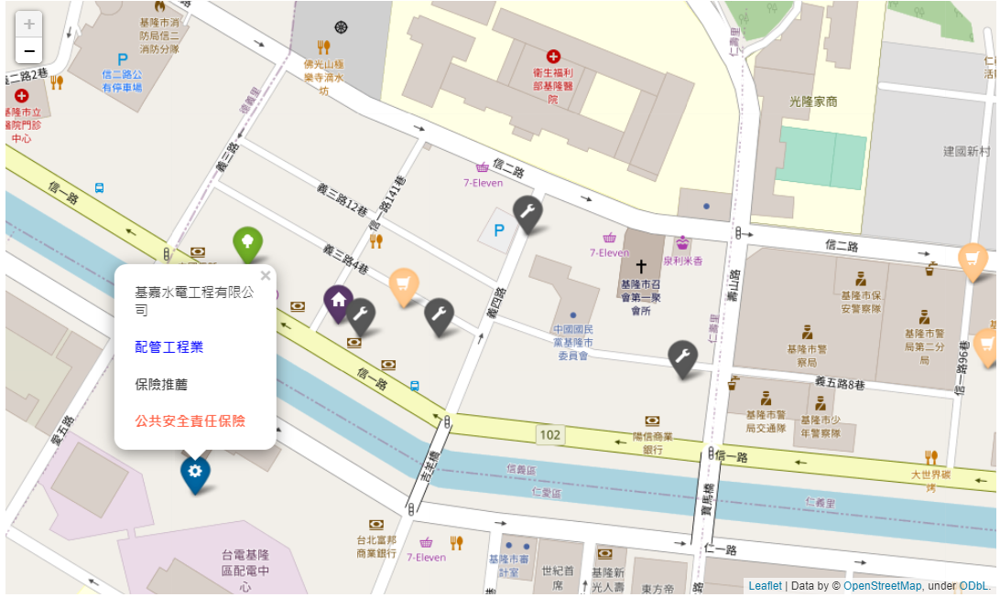 +
−
基隆市消
防局信二
消防分隊
P
信二路公
有停車場
義二路2巷
基隆市立
醫院門診
中心
佛光山極
樂寺滴水
坊
德義里
義三路
信一路
義三路12巷
信一路141巷
義三路4巷
7-Eleven
信二路
衛生福利
部基隆醫
院
仁壽里
光隆家商
建國新村
P
7-Eleven
泉利米香
基隆市召
會第一聚
會所
壽山路
信二路
基隆市保
安警察隊
基隆市警
局第二分
局
基隆市警
察局
義四路
中國國民
黨基隆市
委員會
仁壽里
義五路8巷
信一路96巷
基隆市警
局交通隊
基隆市少
年警察隊
×
基嘉水電工程有限公
司
配管工程業
保險推薦
公共安全責任保險
信一路
愛五路
102
陽信商業
銀行
信一路
大世界碳
烤
吉羊橋
信義區
仁愛區
寶馬橋
仁義里
台北富邦
商業銀行
7-Eleven
台電基隆
區配電中
心
基隆市審
計室
世紀首
席
基隆新
光人壽
東方帝
仁一路
Leaflet | Data by © OpenStreetMap, under ODbL.